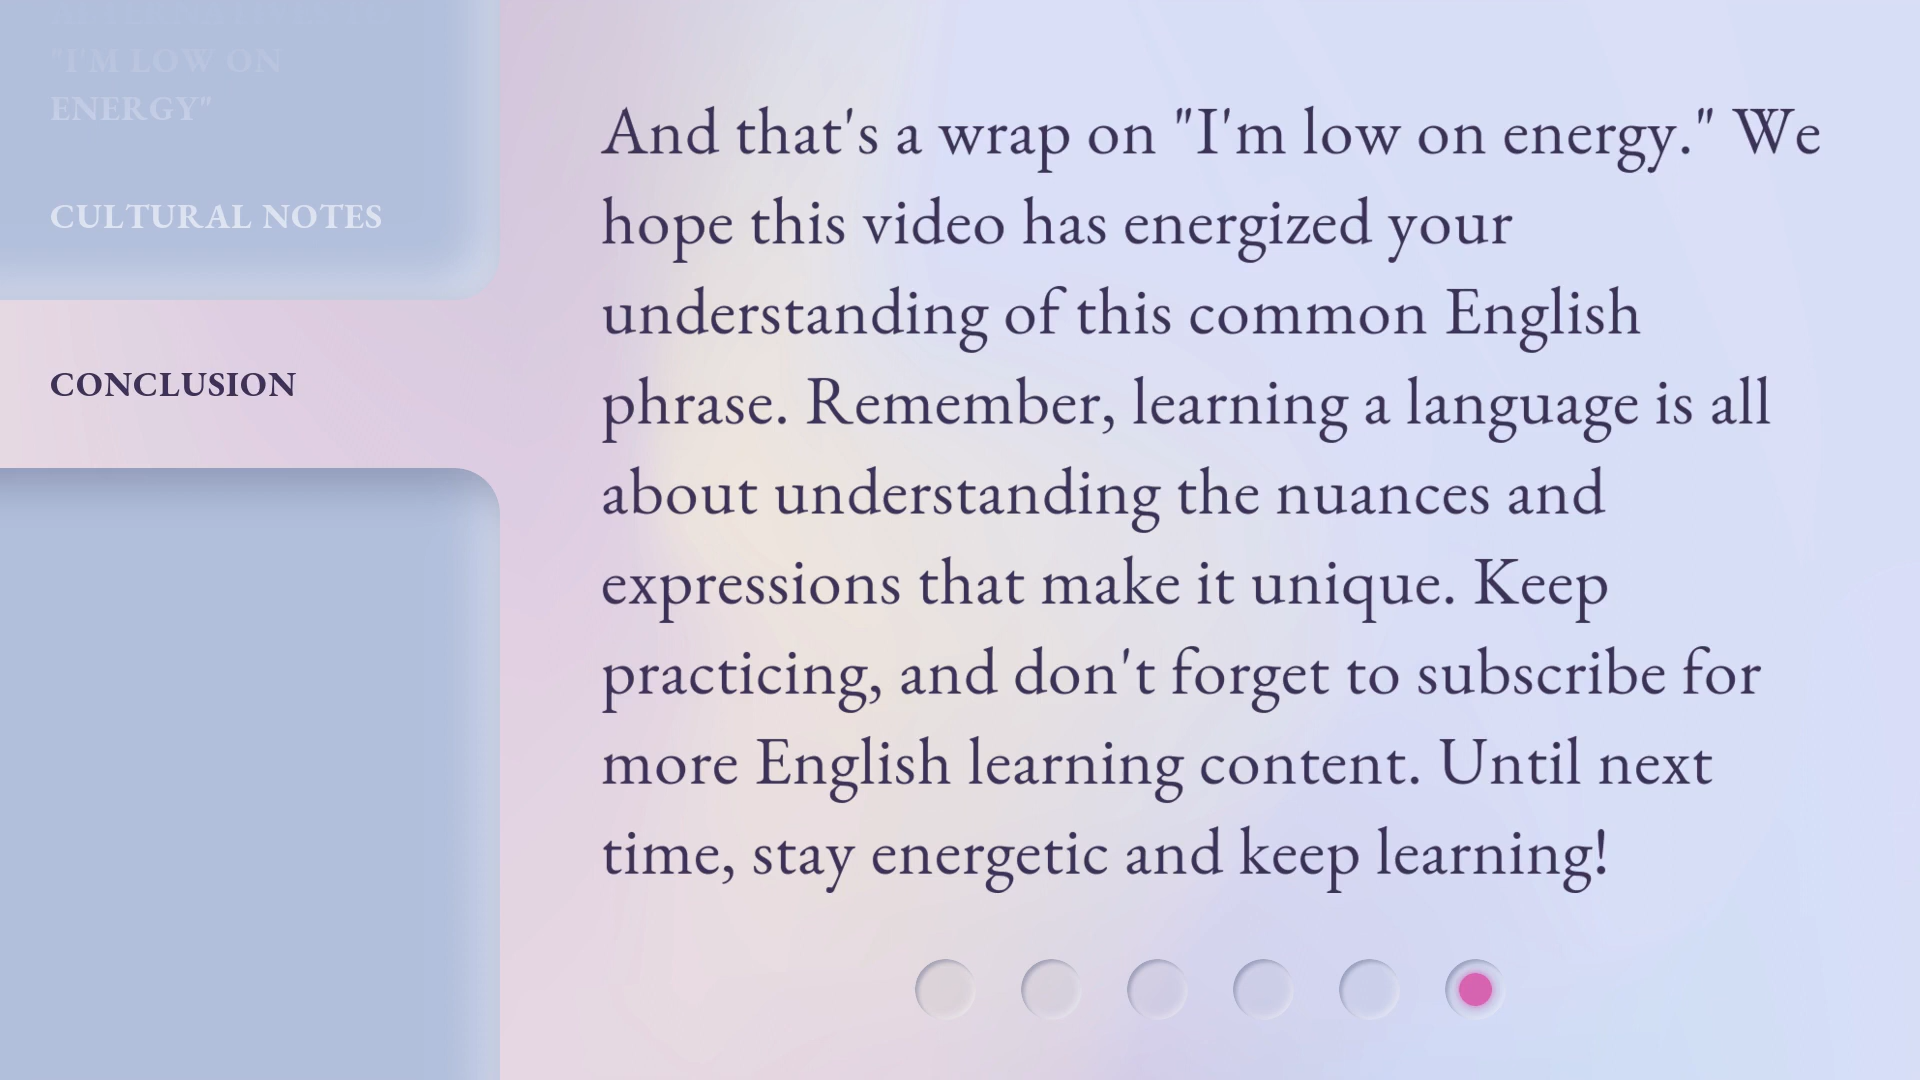 "I'M LOW ON
ENERGY"
CULTURAL NOTES
CONCLUSION
And that's a wrap on "I'm low on energy." We
hope this video has energized your
understanding of this common English
phrase. Remember, learning a language is all
about understanding the nuances and
expressions that make it unique. Keep
practicing, and don't forget to subscribe for
more English learning content. Until next
time, stay energetic and keep learning!